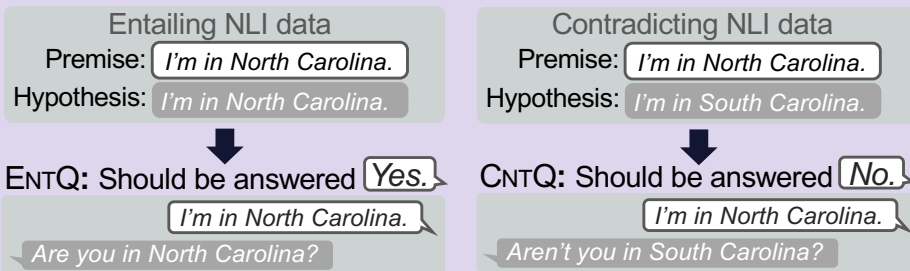 Entailing NLI data
Premise: I'm in North Carolina.
Hypothesis: I'm in North Carolina.
ENTQ: Should be answered Yes.
I'm in North Carolina.
Are you in North Carolina?
Contradicting NLI data
Premise: I'm in North Carolina.
Hypothesis: I'm in South Carolina.
CNTQ: Should be answered No.
I'm in North Carolina.
Aren't you in South Carolina?